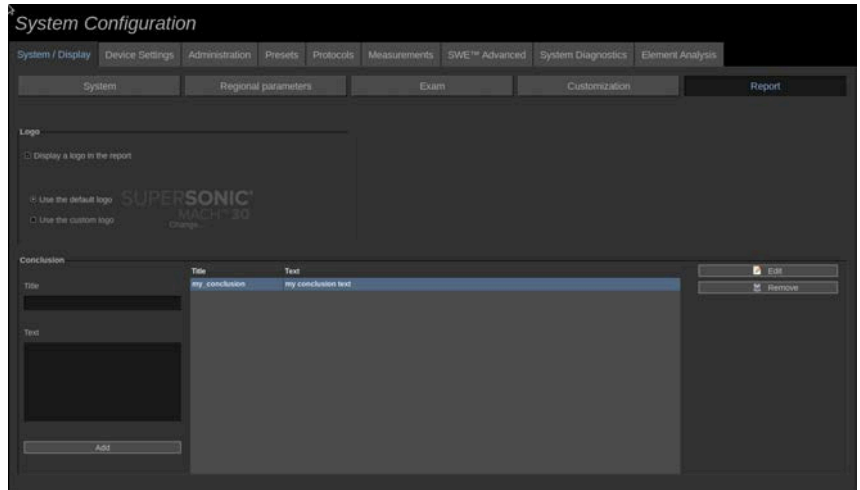 System Configuration
System / Display Device Settings Administration Presets Protocols Measurements SWE™ Advanced System Diagnostics Element Analysis
System Regional parameters Exam Customization Report
Logo
Display a logo in the report
Use the default logo
SUPERSONIC
MACH™ 30
Use the custom logo
Change...
Conclusion
Title Text
Edit
Title
my_conclusion my conclusion text
Remove
Text
Add